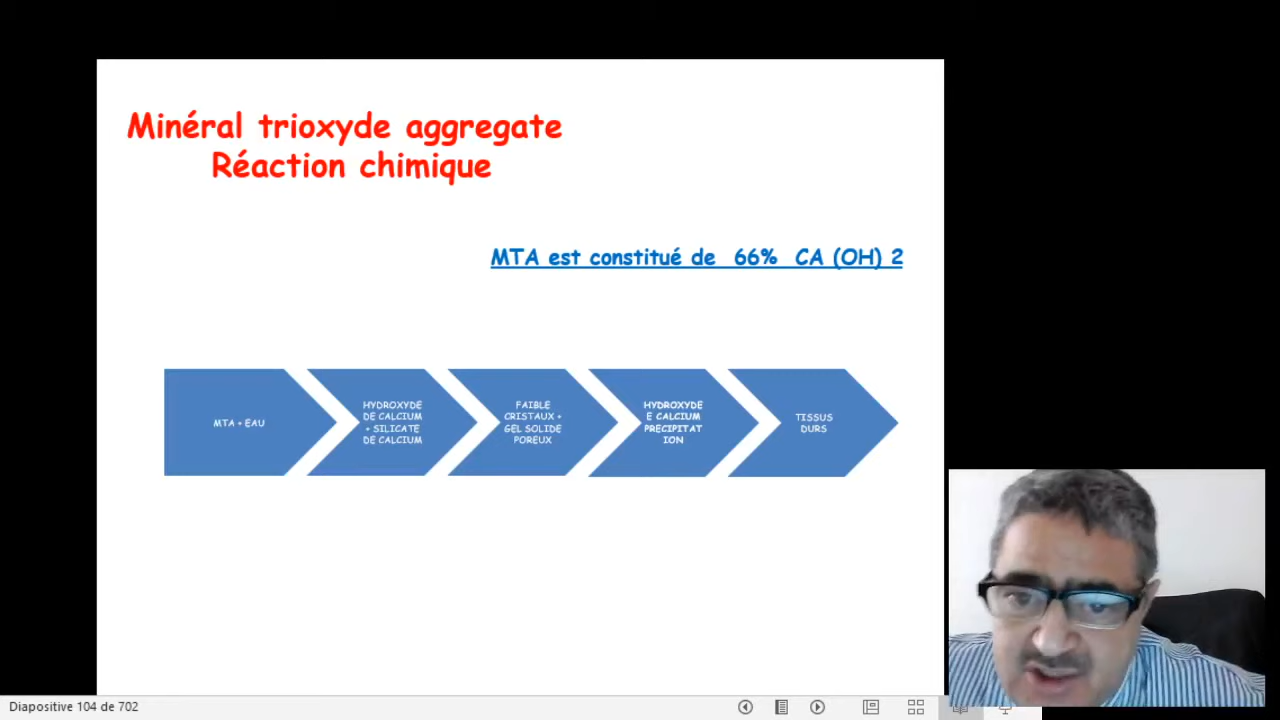 Minéral trioxyde aggregate
Réaction chimique
MTA est constitué de 66% CA (OH) 2
MTA + EAU
HYDROXYDE
DE CALCIUM
+ SILICATE
DE CALCIUM
FAIBLE
CRISTAUX +
GEL SOLIDE
POREUX
HYDROXYD
E CALCIUM
PRECIPITAT
ION
TISSUS
DURS
Diapositive 104 de 702